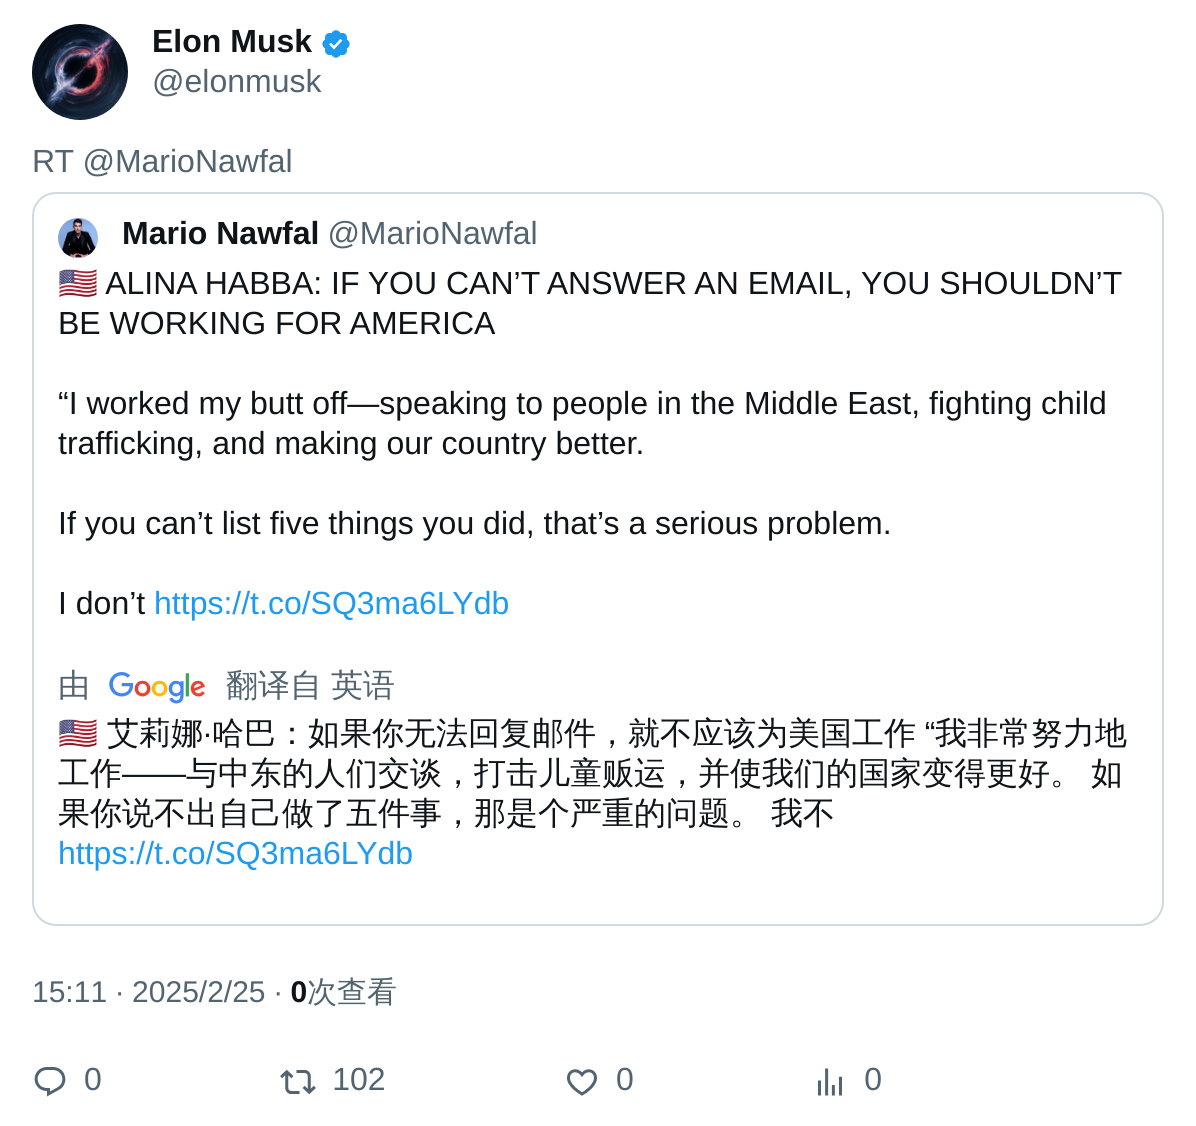 Elon Musk
@elonmusk
RT @MarioNawfal
Mario Nawfal @MarioNawfal
🇺🇸 ALINA HABBA: IF YOU CAN’T ANSWER AN EMAIL, YOU SHOULDN’T
BE WORKING FOR AMERICA
“I worked my butt off—speaking to people in the Middle East, fighting child
trafficking, and making our country better.
If you can’t list five things you did, that’s a serious problem.
I don’t https://t.co/SQ3ma6LYdb
由 Google 翻译自 英语
🇺🇸 艾莉娜·哈巴：如果你无法回复邮件，就不应该为美国工作 “我非常努力地
工作——与中东的人们交谈，打击儿童贩运，并使我们的国家变得更好。 如
果你说不出自己做了五件事，那是个严重的问题。 我不
https://t.co/SQ3ma6LYdb
15:11 · 2025/2/25 · 0次查看
0 102 0 0